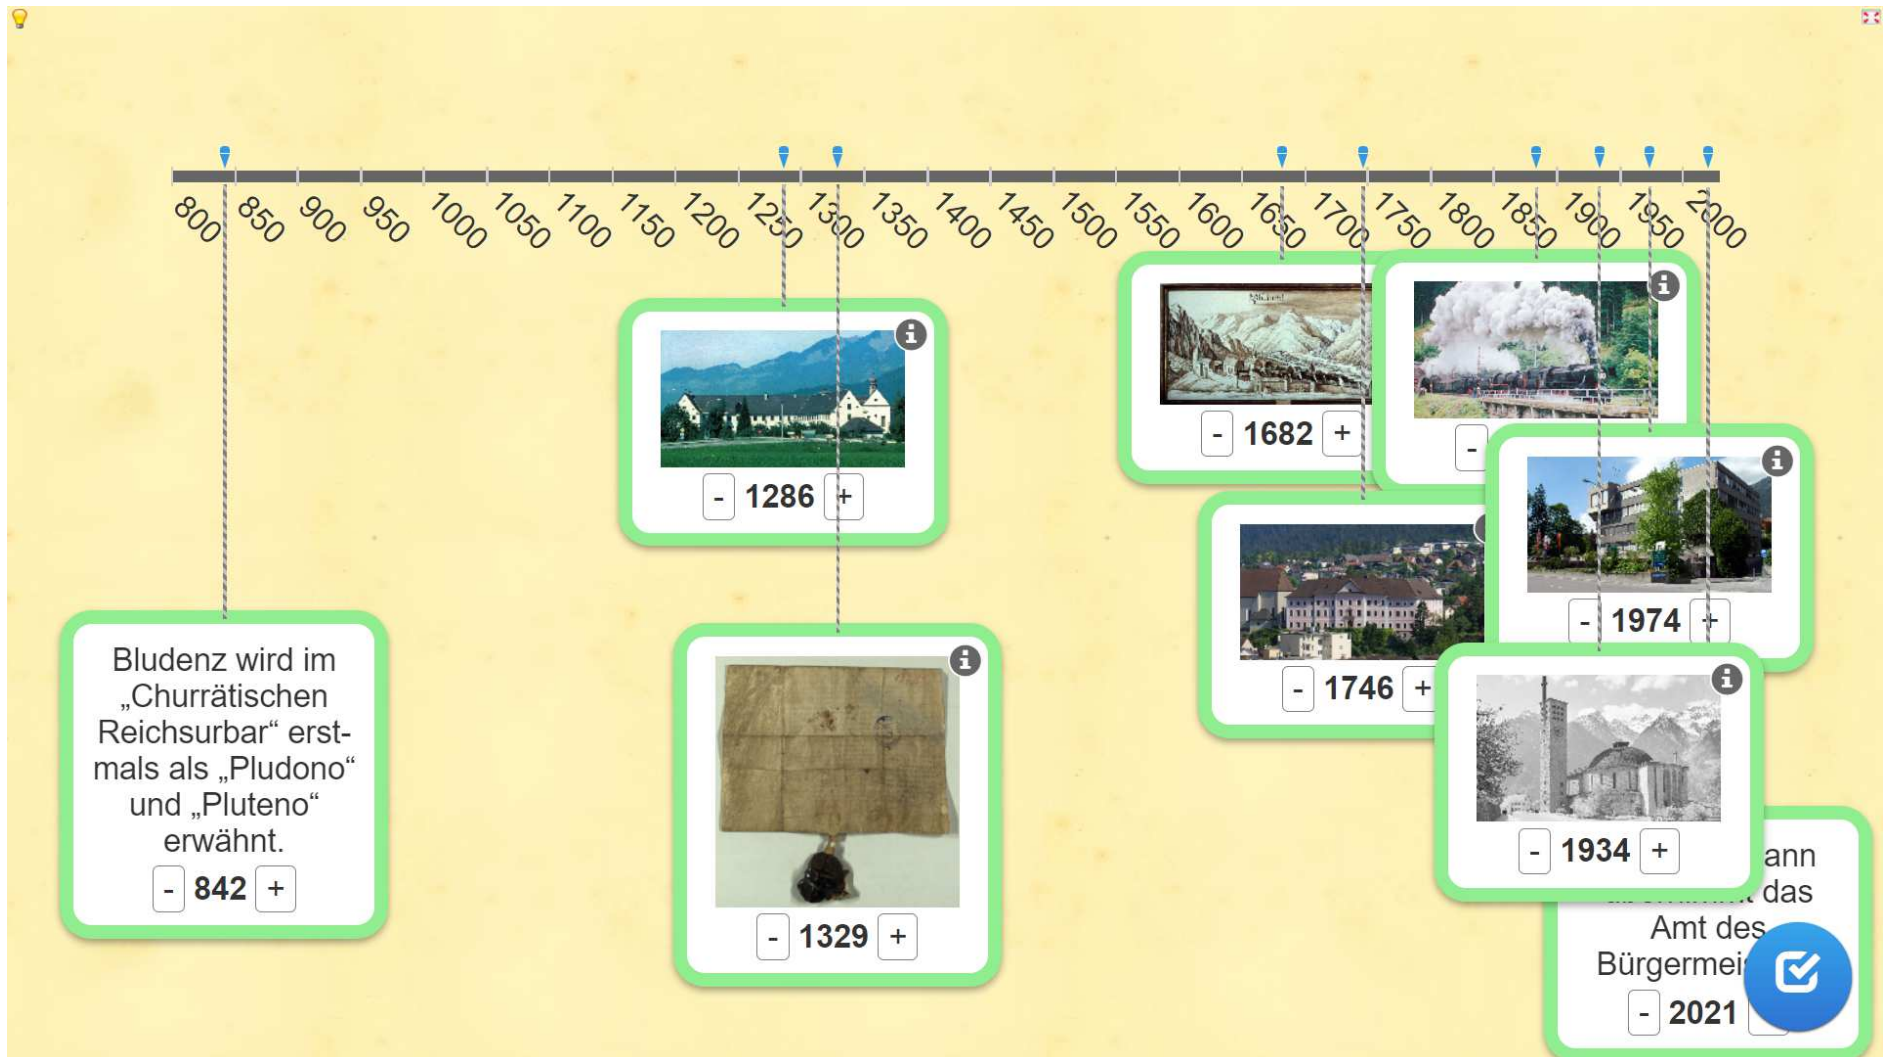 800 850 900 950 1000 1050 1100 1150 1200 1250 1300 1350 1400 1450 1500 1550 1600 1650 1700 1750 1800 1850 1900 1950 2000
- 1286 +
- 1682 +
-
- 1974 +
- 1746 +
Bludenz wird im
„Churrätischen
Reichsurbar“ erst-
mals als „Pludono“
und „Pluteno“
erwähnt.
- 842 +
- 1329 +
- 1934 +
ann
das
Amt des
Bürgermei
- 2021